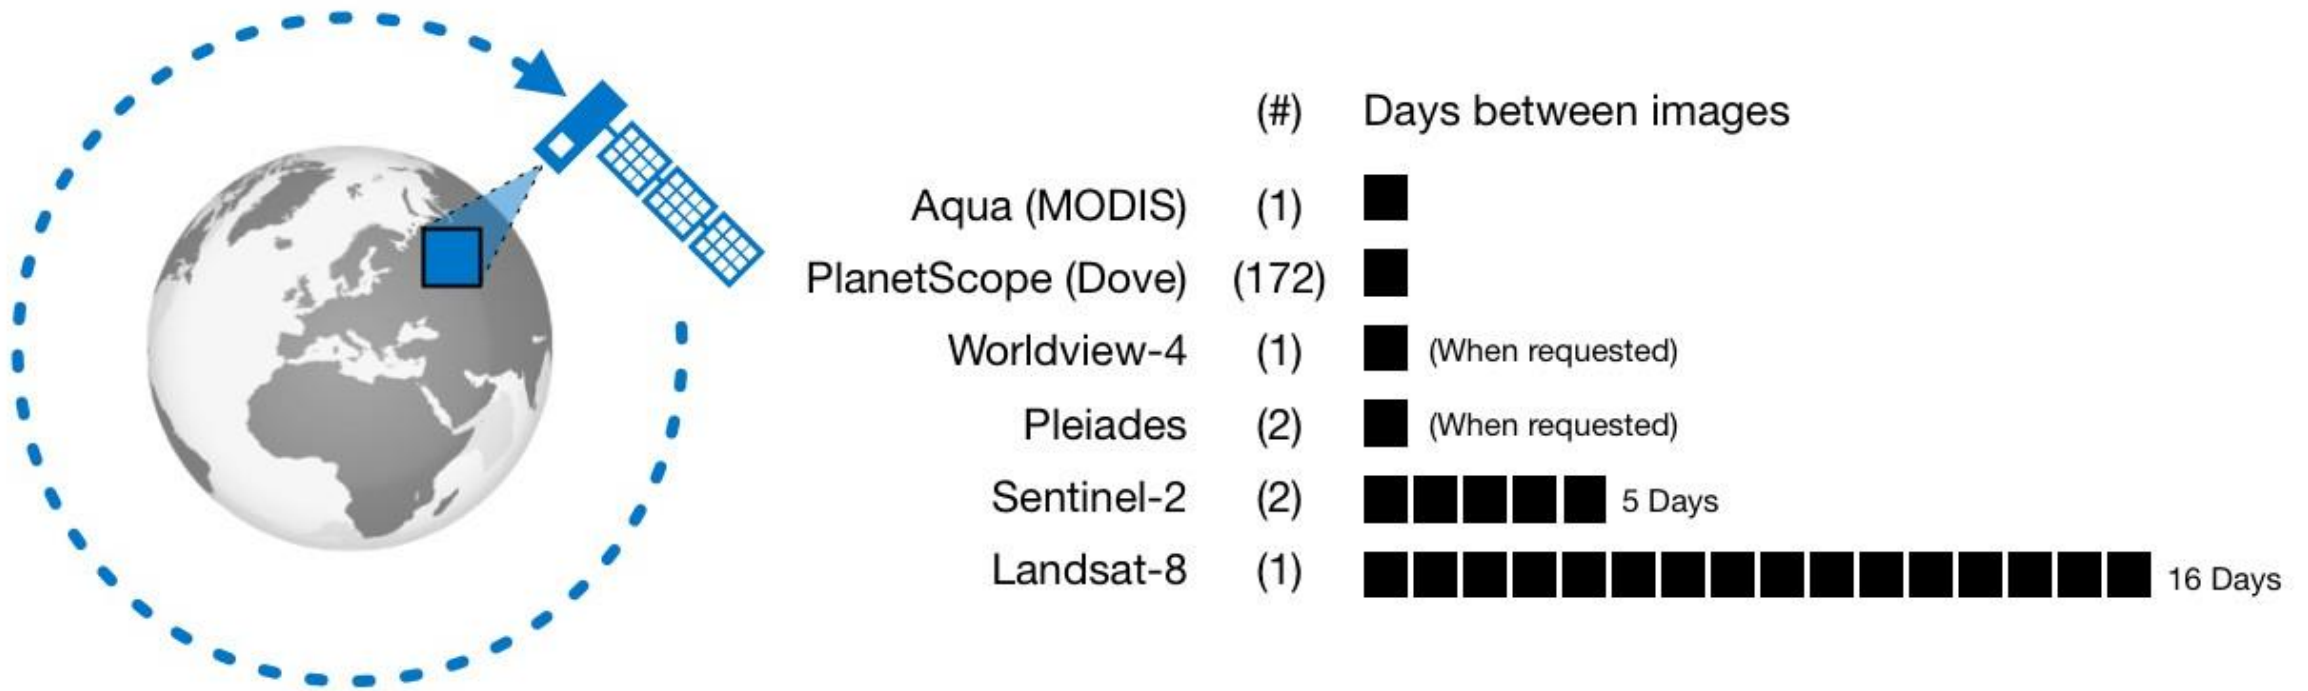 (#) Days between images
Aqua (MODIS) (1)
PlanetScope (Dove) (172)
Worldview-4 (1) (When requested)
Pleiades (2) (When requested)
Sentinel-2 (2) 5 Days
Landsat-8 (1) 16 Days